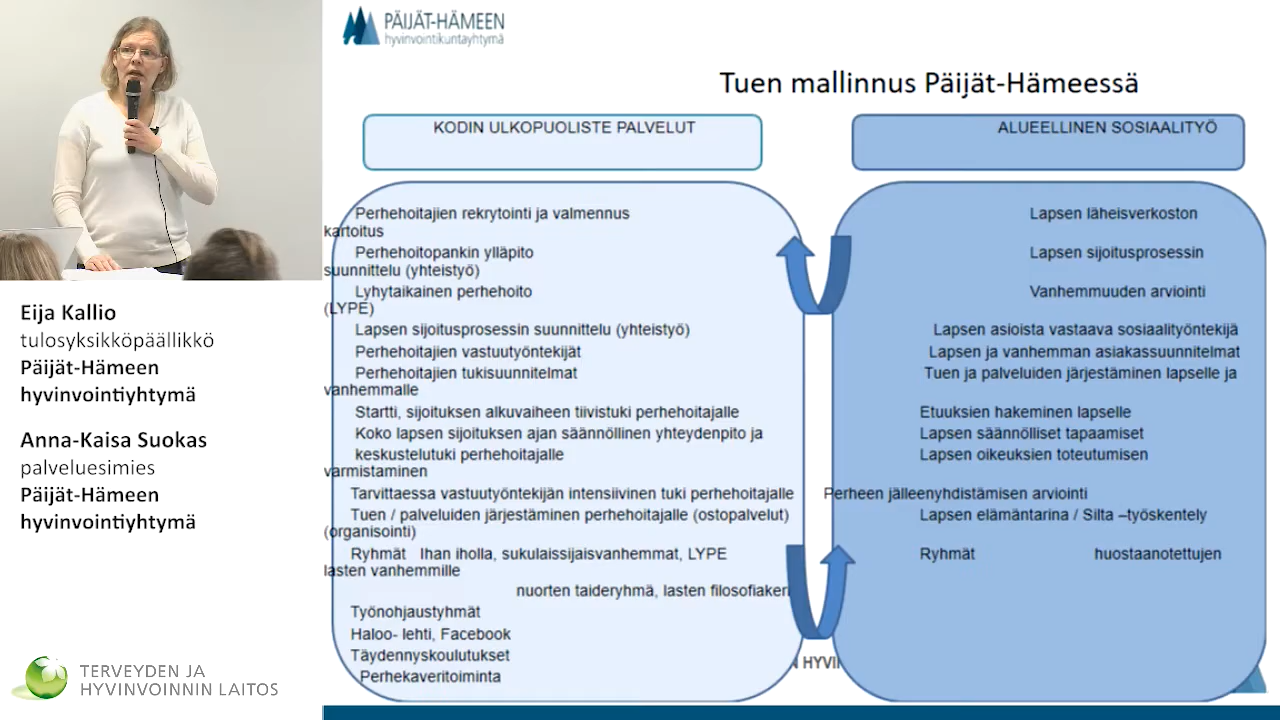 PÄIJÄT-HÄMEEN
hyvinvointikuntayhtymä
Tuen mallinnus Päijät-Hämeessä
KODIN ULKOPUOLISTE PALVELUT
ALUEELLINEN SOSIAALITYÖ
Perhehoitajien rekrytointi ja valmennus Lapsen läheisverkoston
kartoitus
Perhehoitopankin ylläpito Lapsen sijoitusprosessin
suunnittelu (yhteistyö)
Lyhytaikainen perhehoito Vanhemmuuden arviointi
(LYPE)
Lapsen sijoitusprosessin suunnittelu (yhteistyö) Lapsen asioista vastaava sosiaalityöntekijä
Perhehoitajien vastuutyöntekijät Lapsen ja vanhemman asiakassuunnitelmat
Perhehoitajien tukisuunnitelmat Tuen ja palveluiden järjestäminen lapselle ja
vanhemmalle
Startti, sijoituksen alkuvaiheen tiivistuki perhehoitajalle Etuuksien hakeminen lapselle
Koko lapsen sijoituksen ajan säännöllinen yhteydenpito ja Lapsen säännölliset tapaamiset
keskustelutuki perhehoitajalle Lapsen oikeuksien toteutumisen
varmistaminen
Tarvittaessa vastuutyöntekijän intensiivinen tuki perhehoitajalle Perheen jälleenyhdistämisen arviointi
Tuen / palveluiden järjestäminen perhehoitajalle (ostopalvelut) Lapsen elämäntarina / Silta –työskentely
(organisointi)
Ryhmät Ihan iholla, sukulaissijaisvanhemmat, LYPE Ryhmät huostaanotettujen
lasten vanhemmille
nuorten taideryhmä, lasten filosofiakerh
Työnohjaustyhmät
Haloo- lehti, Facebook
Täydennyskoulutukset
Perhekaveritoiminta
Eija Kallio
tulosyksikköpäällikkö
Päijät-Hämeen
hyvinvointiyhtymä
Anna-Kaisa Suokas
palveluesimies
Päijät-Hämeen
hyvinvointiyhtymä
TERVEYDEN JA
HYVINVOINNIN LAITOS